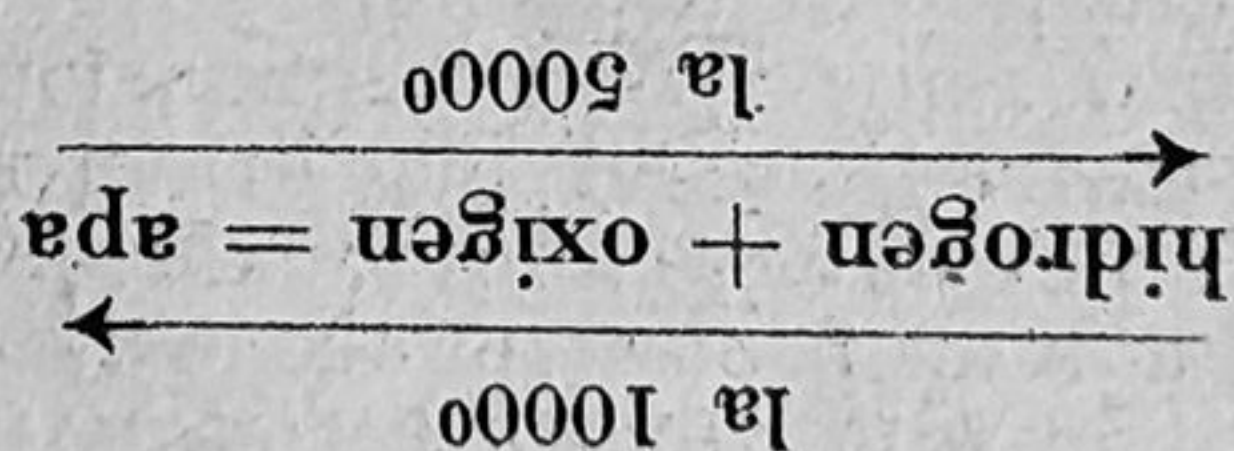 la 1000⁰
hidrogen + oxigen = apa
la 5000⁰